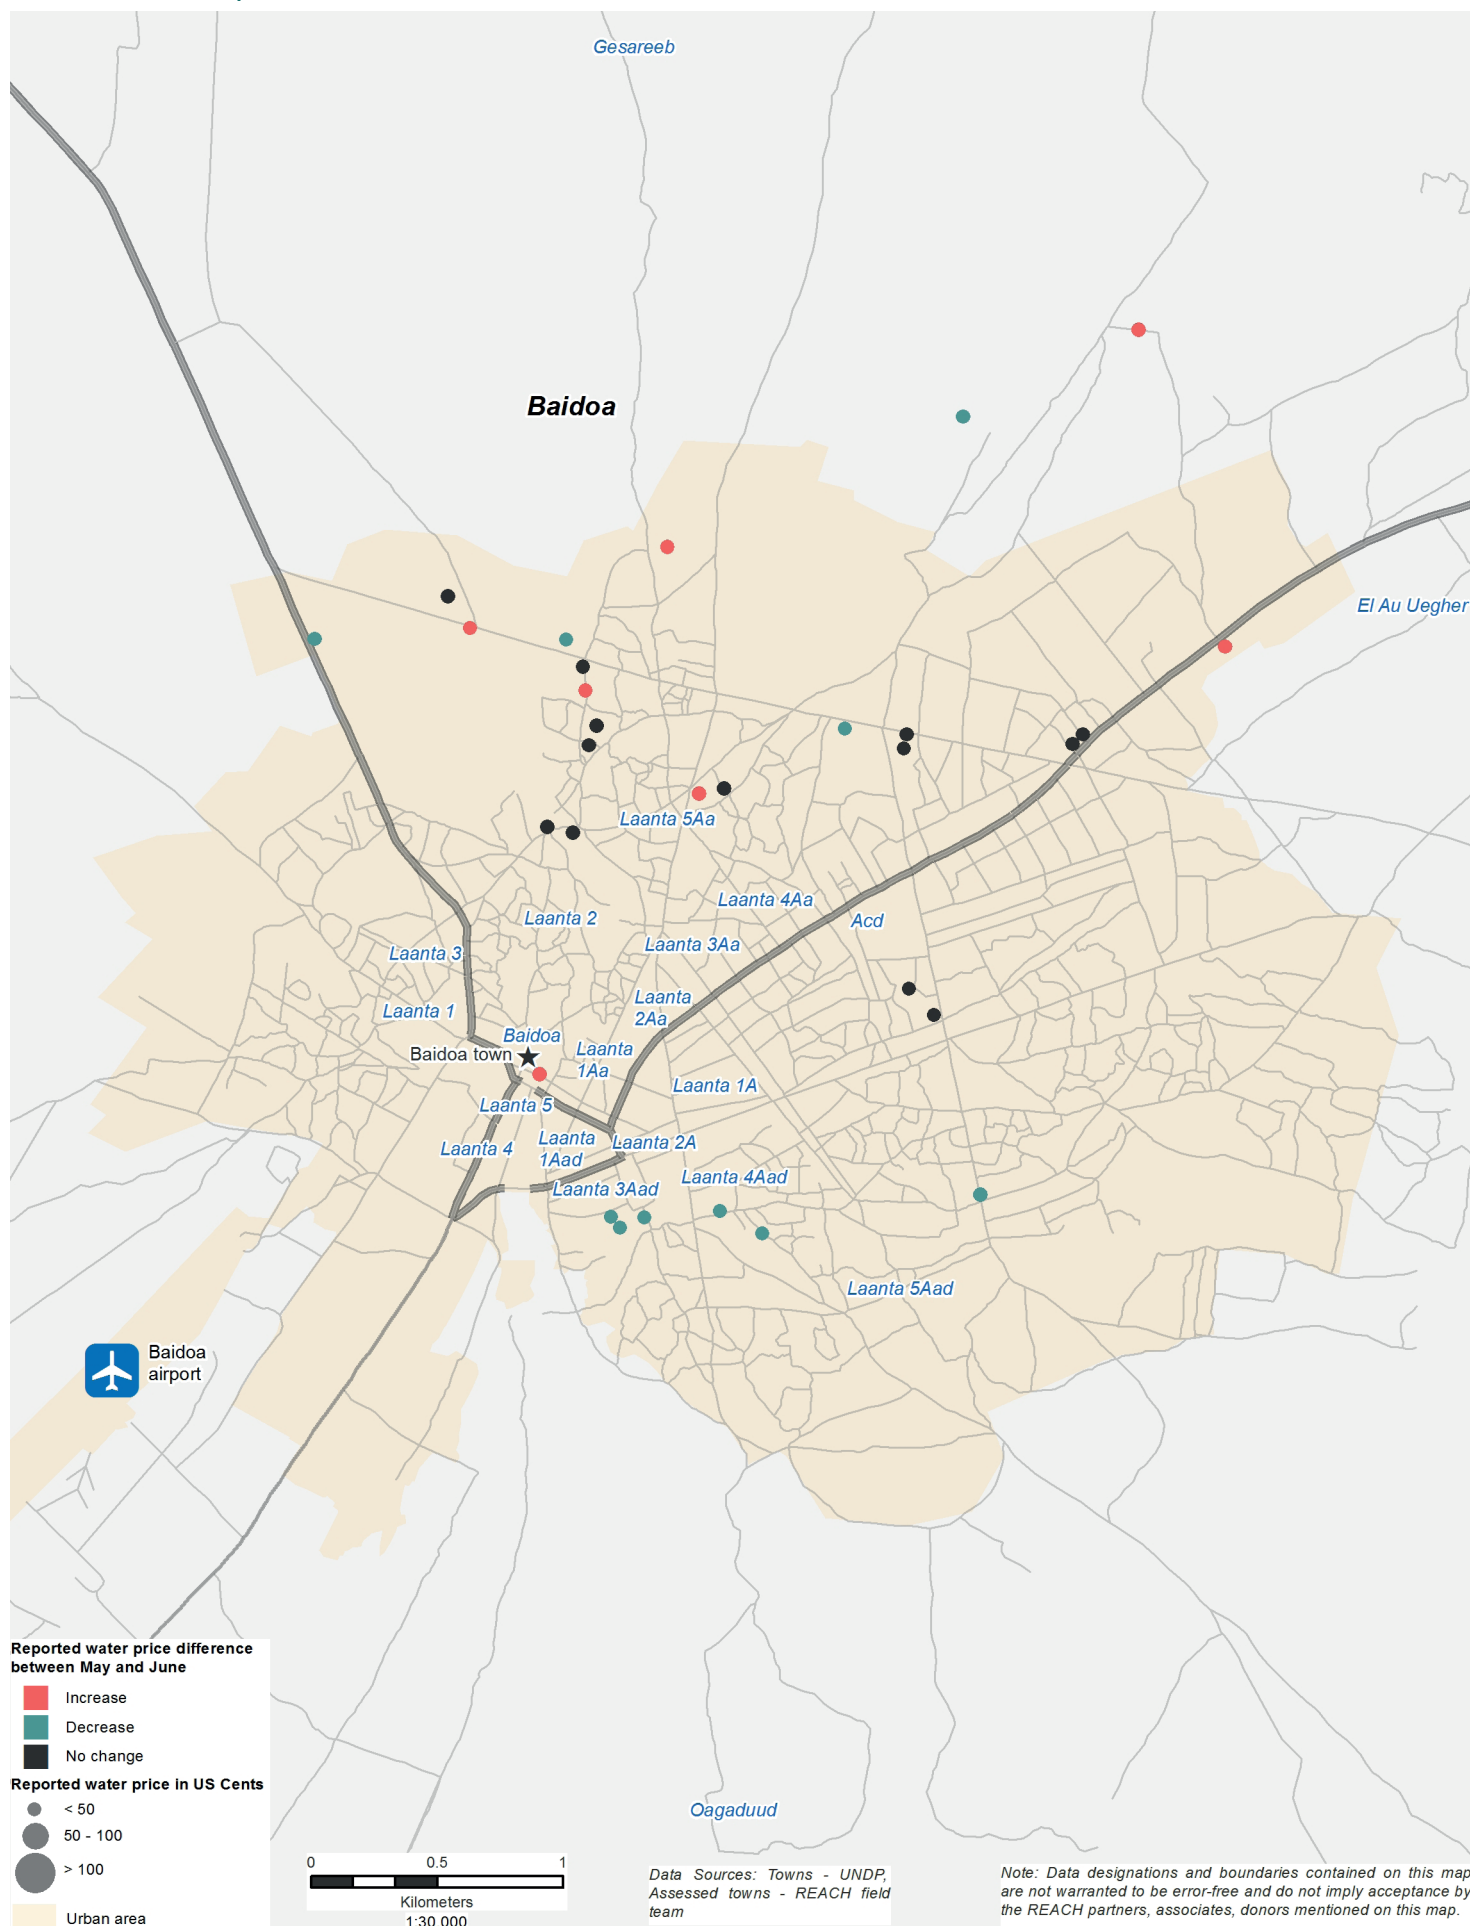 Gesareeb
Baidoa
El Au Uegher
Laanta 5Aa
Laanta 4Aa
Laanta 2
Acd
Laanta 3Aa
Laanta 3
Laanta
2Aa
Laanta 1
Baidoa
Baidoa town
Laanta
1Aa
Laanta 1A
Laanta 5
Laanta
1Aad
Laanta 2A
Laanta 4
Laanta 4Aad
Laanta 3Aad
Laanta 5Aad
Baidoa
airport
Reported water price difference
between May and June
Increase
Decrease
No change
Reported water price in US Cents
< 50
50 - 100
> 100
Urban area
Oagaduud
0 0.5 1
Kilometers
1:30 000
Data Sources: Towns - UNDP,
Assessed towns - REACH field
team
Note: Data designations and boundaries contained on this map
are not warranted to be error-free and do not imply acceptance by
the REACH partners, associates, donors mentioned on this map.